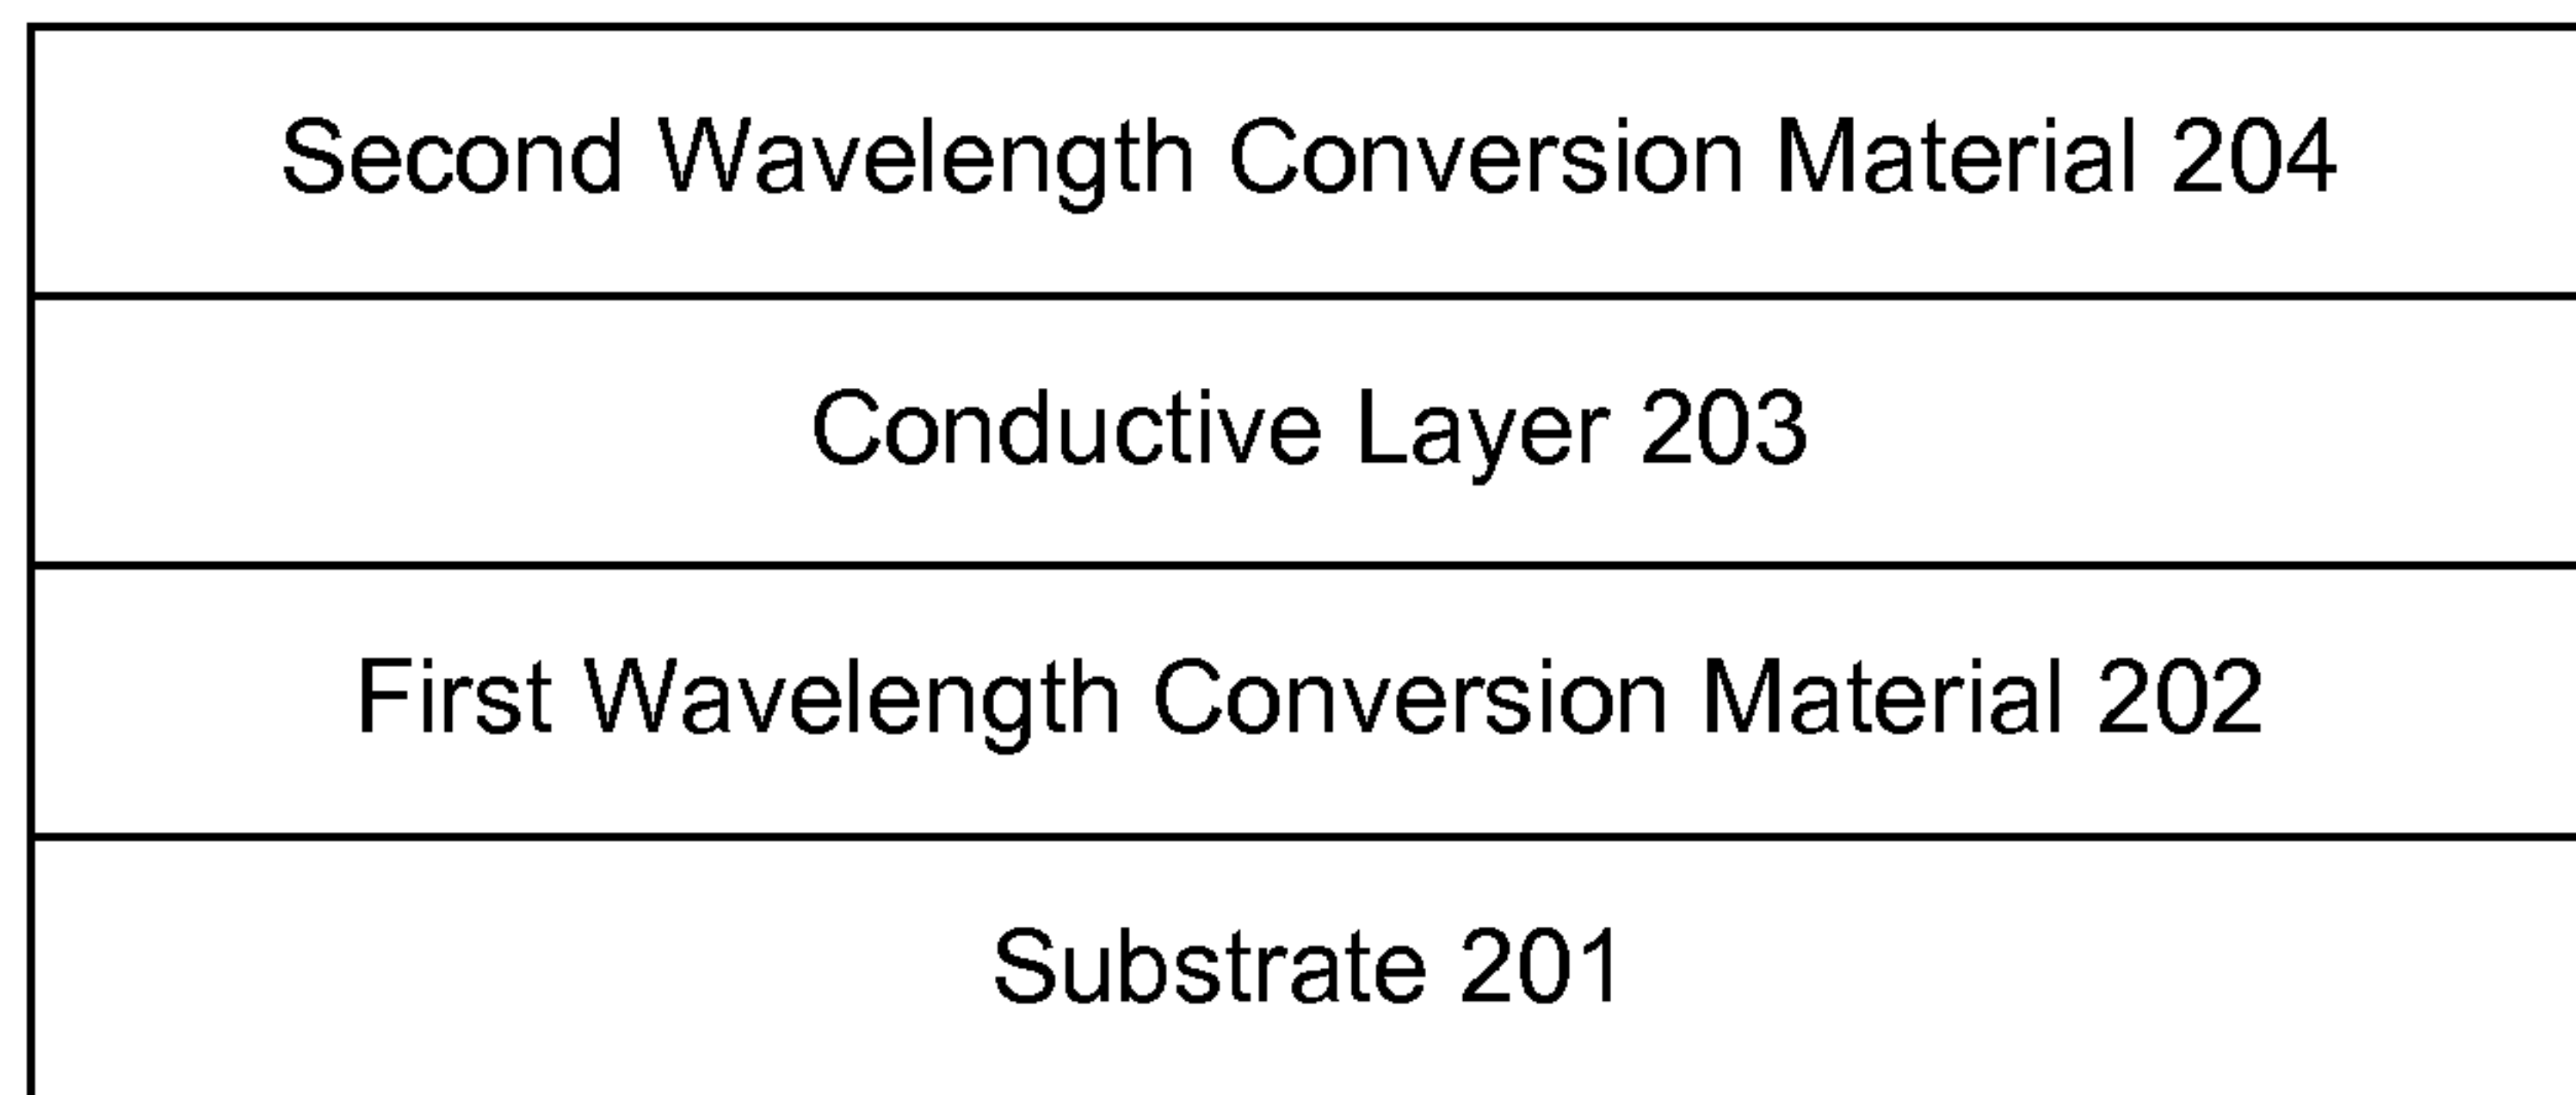 Second Wavelength Conversion Material 204
Conductive Layer 203
First Wavelength Conversion Material 202
Substrate 201